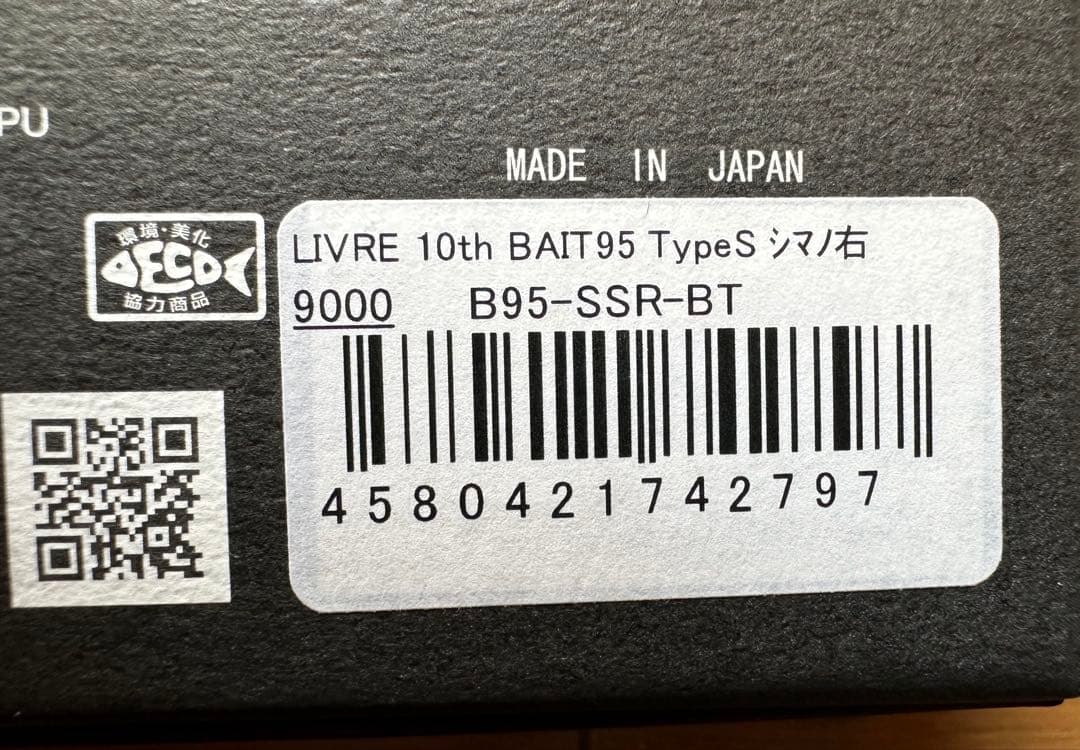 PU
MADE IN JAPAN
環境・美化
ECO
協力商品
LIVRE 10th BAIT95 TypeS シマノ右
9000 B95-SSR-BT
4580421742797